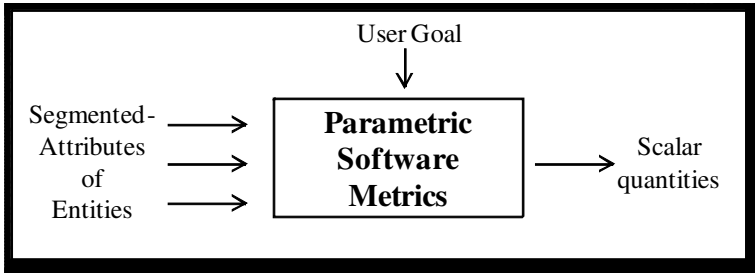 User Goal
Segmented-
Attributes
of
Entities
Parametric
Software
Metrics
Scalar
quantities